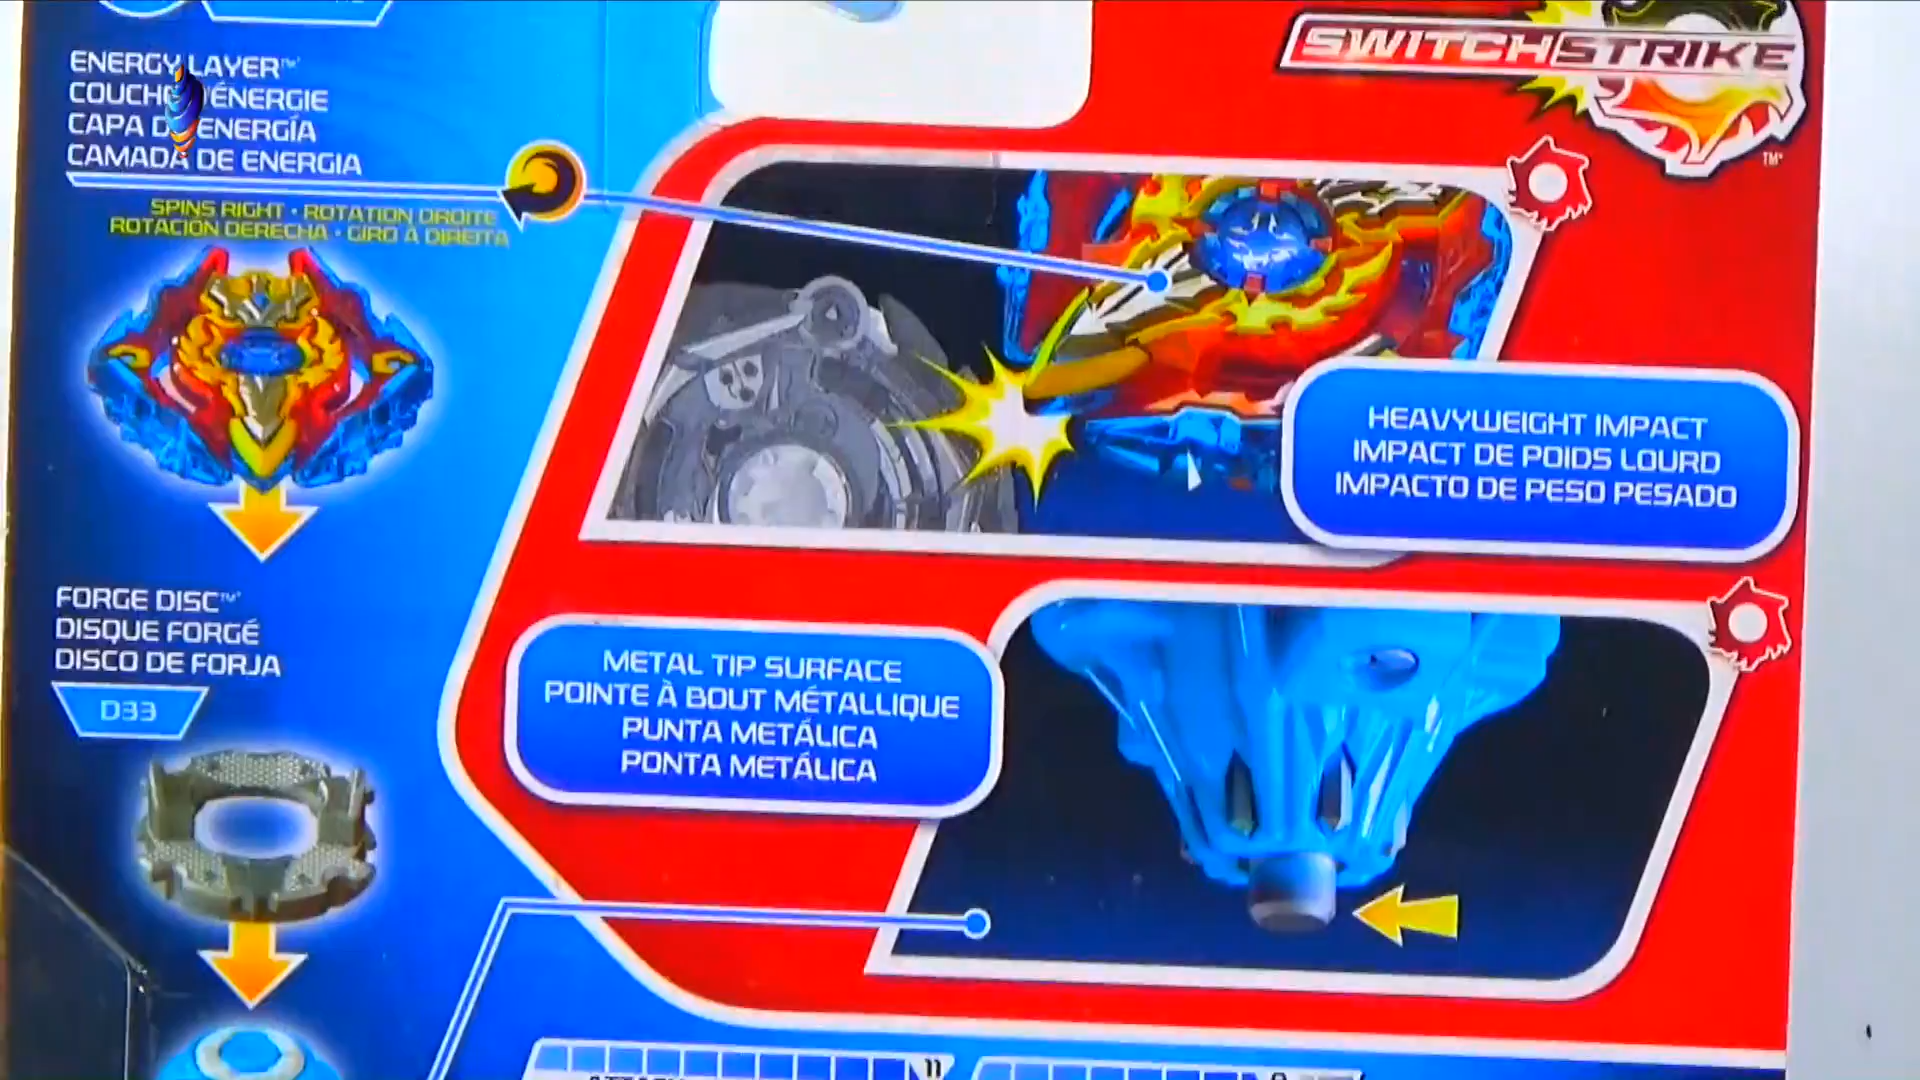 ENERGY LAYER™
COUCHE D'ÉNERGIE
CAPA DE ENERGÍA
CAMADA DE ENERGIA
SPINS RIGHT • ROTATION DROITE
ROTACIÓN DERECHA • GIRO À DIREITA
FORGE DISC™
DISQUE FORGÉ
DISCO DE FORJA
D33
SWITCHSTRIKE
™
HEAVYWEIGHT IMPACT
IMPACT DE POIDS LOURD
IMPACTO DE PESO PESADO
METAL TIP SURFACE
POINTE À BOUT MÉTALLIQUE
PUNTA METÁLICA
PONTA METÁLICA
11